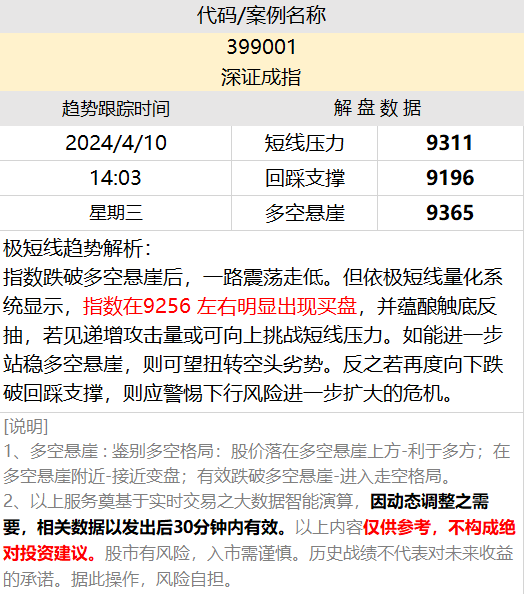 代码/案例名称
399001
深证成指
趋势跟踪时间 解 盘 数 据
2024/4/10 短线压力 9311
14:03 回踩支撑 9196
星期三 多空悬崖 9365
极短线趋势解析：
指数跌破多空悬崖后，一路震荡走低。但依极短线量化系
统显示，指数在9256 左右明显出现买盘，并蕴酿触底反
抽，若见递增攻击量或可向上挑战短线压力。如能进一步
站稳多空悬崖，则可望扭转空头劣势。反之若再度向下跌
破回踩支撑，则应警惕下行风险进一步扩大的危机。
[说明]
1、多空悬崖 : 鉴别多空格局：股价落在多空悬崖上方-利于多方；在
多空悬崖附近-接近变盘；有效跌破多空悬崖-进入走空格局。
2、以上服务奠基于实时交易之大数据智能演算，因动态调整之需
要，相关数据以发出后30分钟内有效。以上内容仅供参考，不构成绝
对投资建议。股市有风险，入市需谨慎。历史战绩不代表对未来收益
的承诺。据此操作，风险自担。